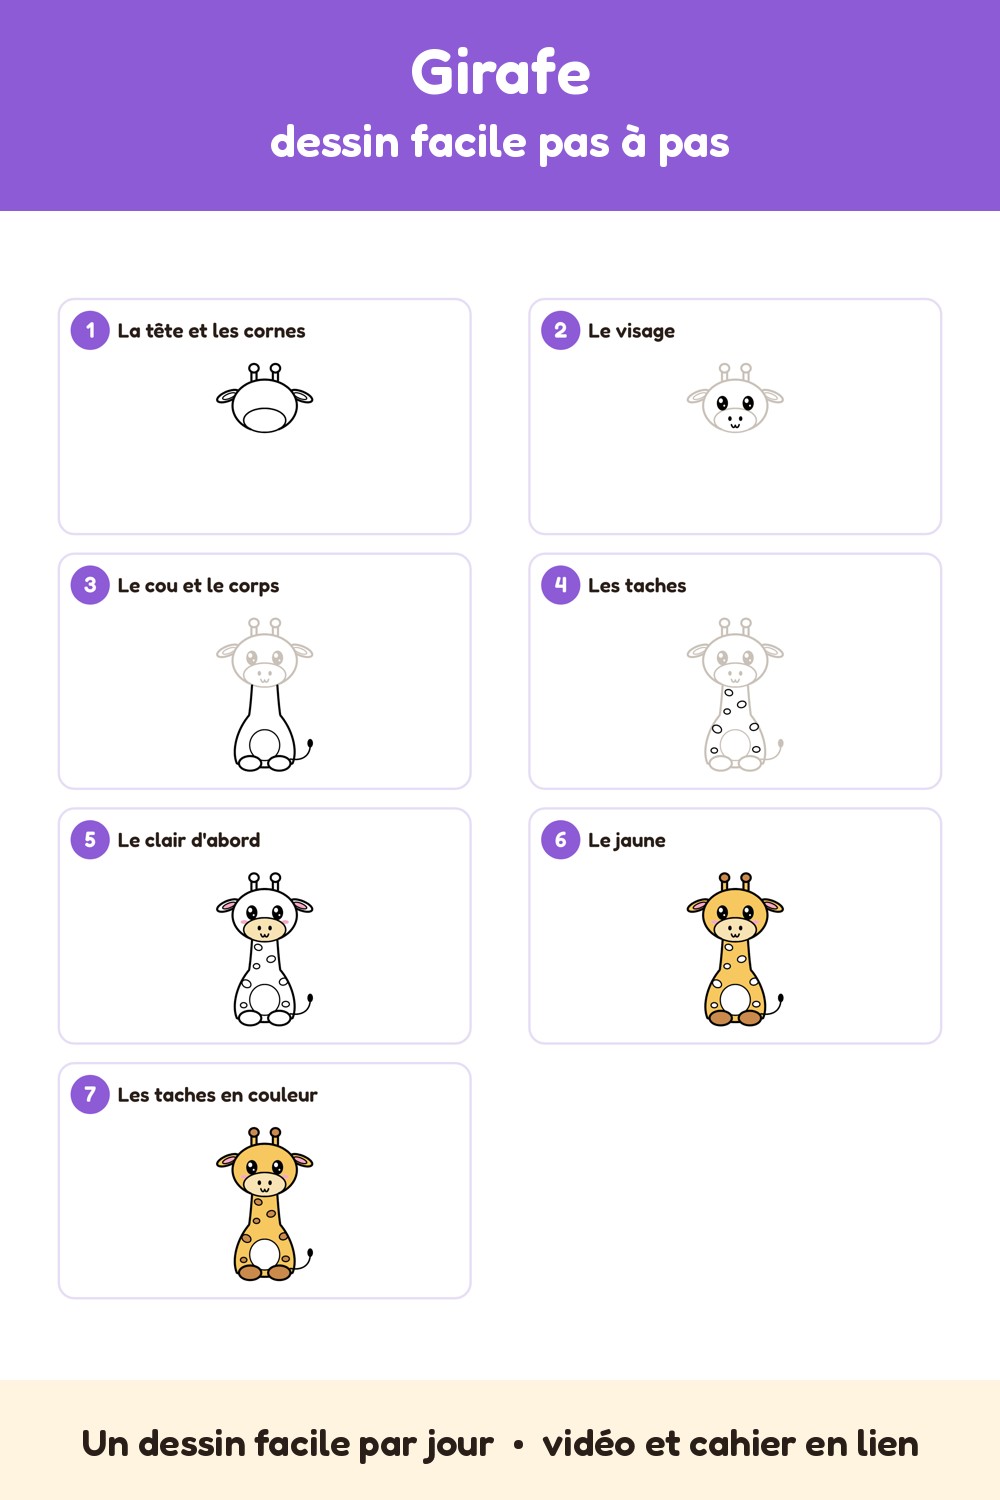 Girafe
dessin facile pas à pas
1 La tête et les cornes
2 Le visage
3 Le cou et le corps
4 Les taches
5 Le clair d'abord
6 Le jaune
7 Les taches en couleur
Un dessin facile par jour • vidéo et cahier en lien